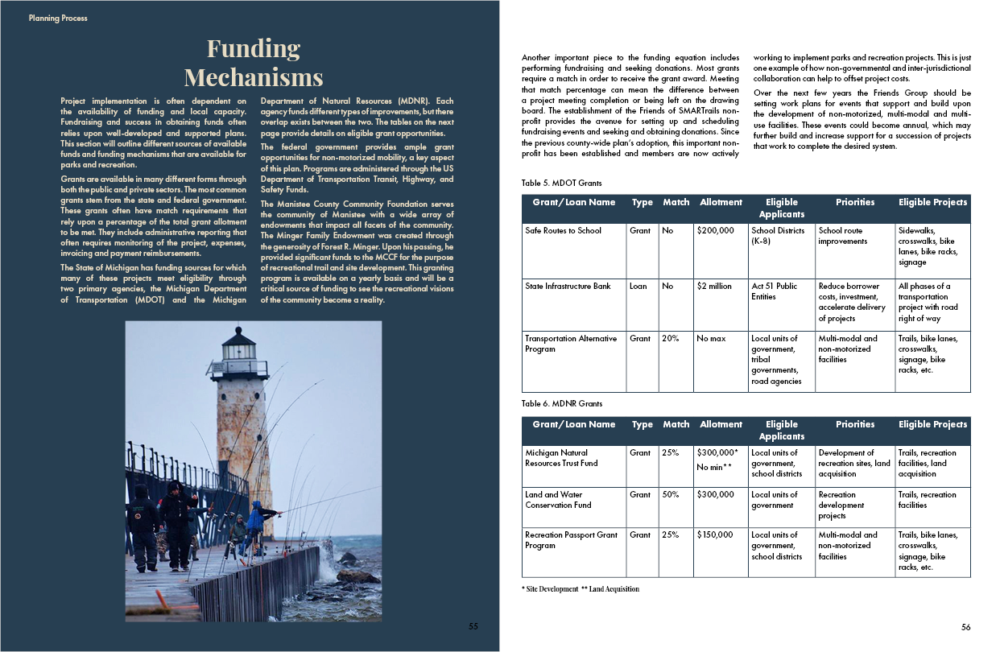 Planning Process
Funding
Mechanisms
Project implementation is often dependent on
the availability of funding and local capacity.
Fundraising and success in obtaining funds often
relies upon well-developed and supported plans.
This section will outline different sources of available
funds and funding mechanisms that are available for
parks and recreation.
Grants are available in many different forms through
both the public and private sectors. The most common
grants stem from the state and federal government.
These grants often have match requirements that
rely upon a percentage of the total grant allotment
to be met. They include administrative reporting that
often requires monitoring of the project, expenses,
invoicing and payment reimbursements.
The State of Michigan has funding sources for which
many of these projects meet eligibility through
two primary agencies, the Michigan Department
of Transportation (MDOT) and the Michigan
Department of Natural Resources (MDNR). Each
agency funds different types of improvements, but there
overlap exists between the two. The tables on the next
page provide details on eligible grant opportunities.
The federal government provides ample grant
opportunities for non-motorized mobility, a key aspect
of this plan. Programs are administered through the US
Department of Transportation Transit, Highway, and
Safety Funds.
The Manistee County Community Foundation serves
the community of Manistee with a wide array of
endowments that impact all facets of the community.
The Minger Family Endowment was created through
the generosity of Forest R. Minger. Upon his passing, he
provided significant funds to the MCCF for the purpose
of recreational trail and site development. This granting
program is available on a yearly basis and will be a
critical source of funding to see the recreational visions
of the community become a reality.
55
Another important piece to the funding equation includes
performing fundraising and seeking donations. Most grants
require a match in order to receive the grant award. Meeting
that match percentage can mean the difference between
a project meeting completion or being left on the drawing
board. The establishment of the Friends of SMARTrails non-
profit provides the avenue for setting up and scheduling
fundraising events and seeking and obtaining donations. Since
the previous county-wide plan's adoption, this important non-
profit has been established and members are now actively
working to implement parks and recreation projects. This is just
one example of how non-governmental and inter-jurisdictional
collaboration can help to offset project costs.
Over the next few years the Friends Group should be
setting work plans for events that support and build upon
the development of non-motorized, multi-modal and multi-
use facilities. These events could become annual, which may
further build and increase support for a succession of projects
that work to complete the desired system.
Table 5. MDOT Grants
Grant/Loan Name Type Match Allotment Eligible Applicants Priorities Eligible Projects
Safe Routes to School Grant No $200,000 School Districts (K-8) School route improvements Sidewalks, crosswalks, bike lanes, bike racks, signage
State Infrastructure Bank Loan No $2 million Act 51 Public Entities Reduce borrower costs, investment, accelerate delivery of projects All phases of a transportation project with road right of way
Transportation Alternative Program Grant 20% No max Local units of government, tribal governments, road agencies Multi-modal and non-motorized facilities Trails, bike lanes, crosswalks, signage, bike racks, etc.
Table 6. MDNR Grants
Grant/Loan Name Type Match Allotment Eligible Applicants Priorities Eligible Projects
Michigan Natural Resources Trust Fund Grant 25% $300,000* No min** Local units of government, school districts Development of recreation sites, land acquisition Trails, recreation facilities, land acquisition
Land and Water Conservation Fund Grant 50% $300,000 Local units of government Recreation development projects Trails, recreation facilities
Recreation Passport Grant Program Grant 25% $150,000 Local units of government, school districts Multi-modal and non-motorized facilities Trails, bike lanes, crosswalks, signage, bike racks, etc.
* Site Development ** Land Acquisition
56